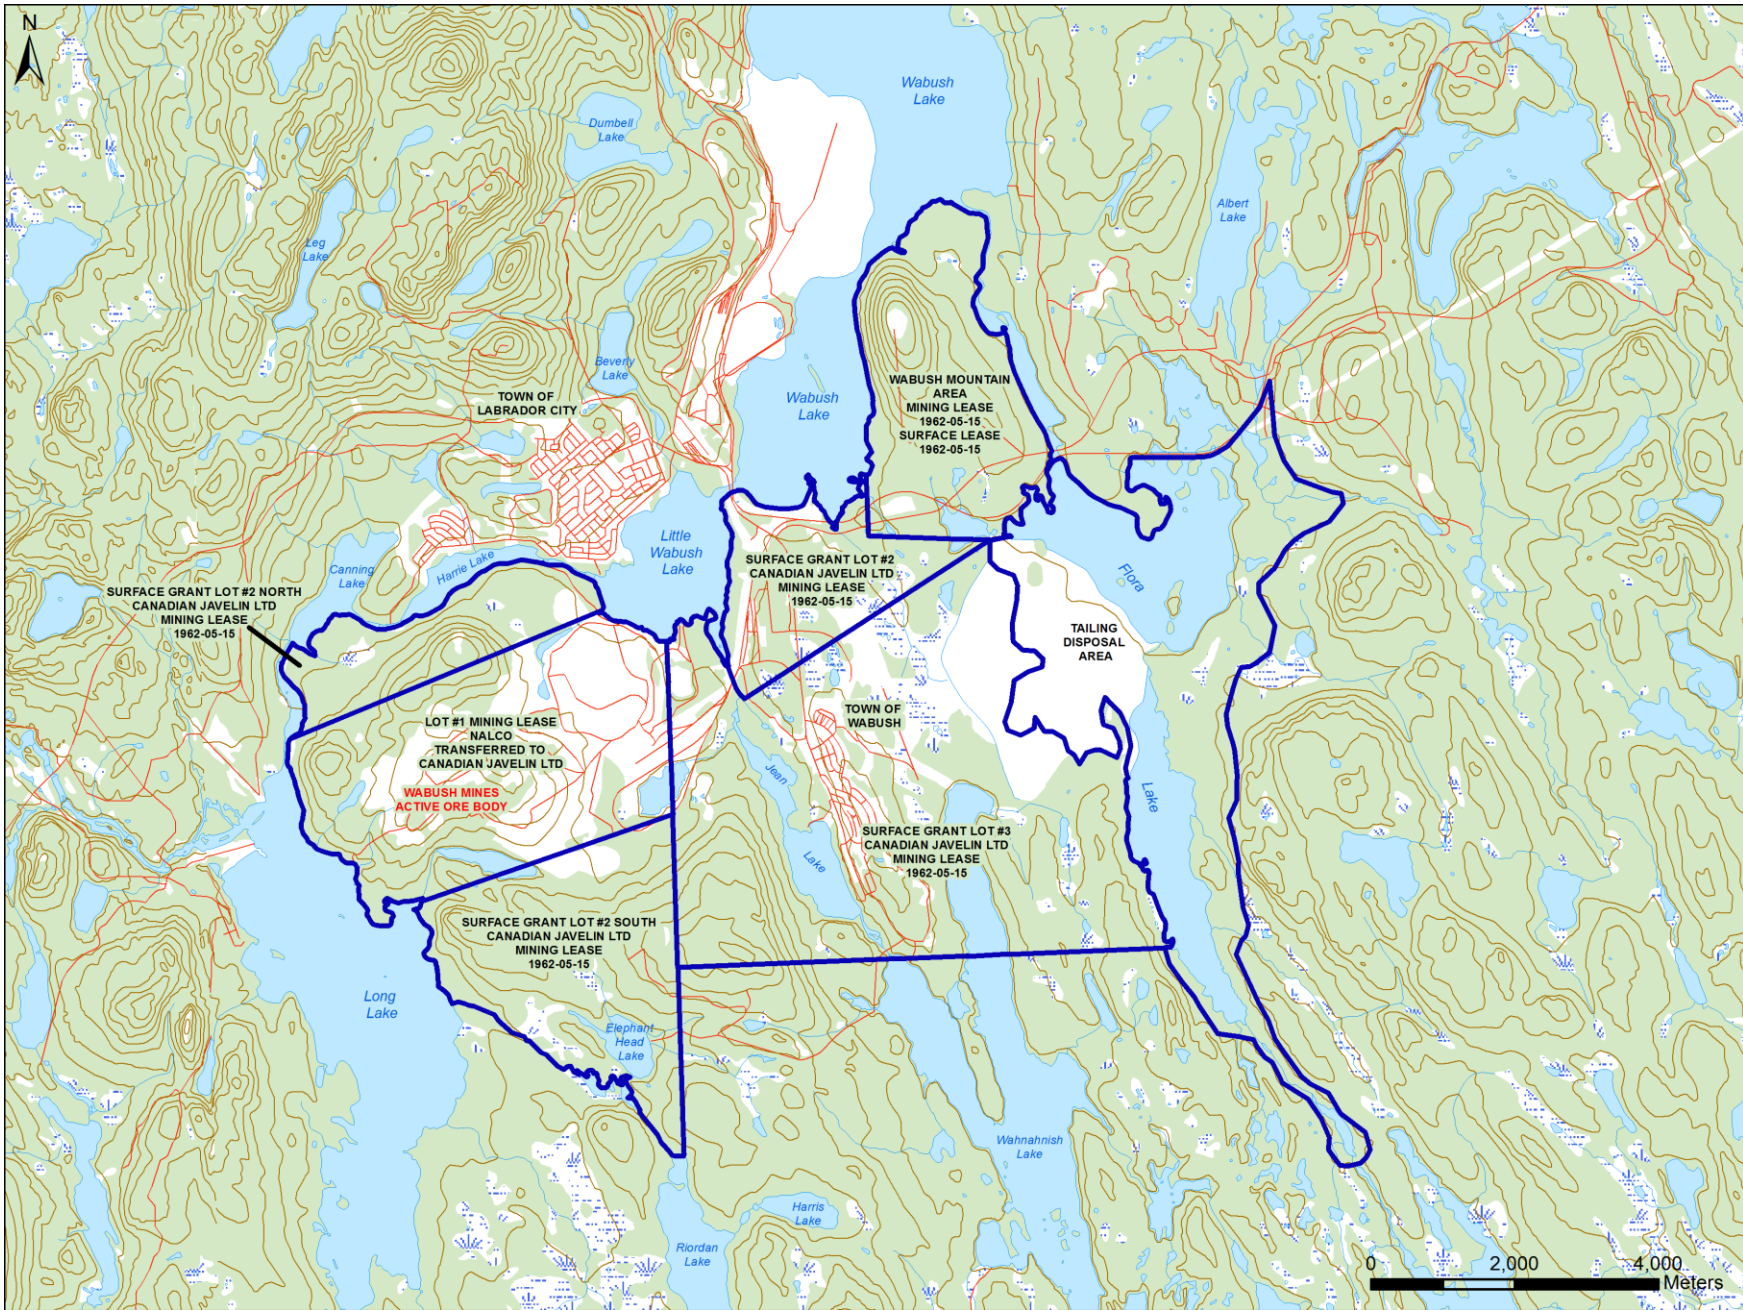 N
Wabush
Lake
Dumbell
Lake
Albert
Lake
Leg
Lake
Beverly
Lake
TOWN OF
LABRADOR CITY
Wabush
Lake
WABUSH MOUNTAIN
AREA
MINING LEASE
1962-05-15
SURFACE LEASE
1962-05-15
Little
Wabush
Lake
Harrie Lake
Canning
Lake
SURFACE GRANT LOT #2 NORTH
CANADIAN JAVELIN LTD
MINING LEASE
1962-05-15
SURFACE GRANT LOT #2
CANADIAN JAVELIN LTD
MINING LEASE
1962-05-15
Flora
Lake
TAILING
DISPOSAL
AREA
LOT #1 MINING LEASE
NALCO
TRANSFERRED TO
CANADIAN JAVELIN LTD
WABUSH MINES
ACTIVE ORE BODY
TOWN OF
WABUSH
Jean
Lake
SURFACE GRANT LOT #3
CANADIAN JAVELIN LTD
MINING LEASE
1962-05-15
SURFACE GRANT LOT #2 SOUTH
CANADIAN JAVELIN LTD
MINING LEASE
1962-05-15
Long
Lake
Elephant
Head
Lake
Wahnahnish
Lake
Harris
Lake
Riordan
Lake
0 2,000 4,000
Meters